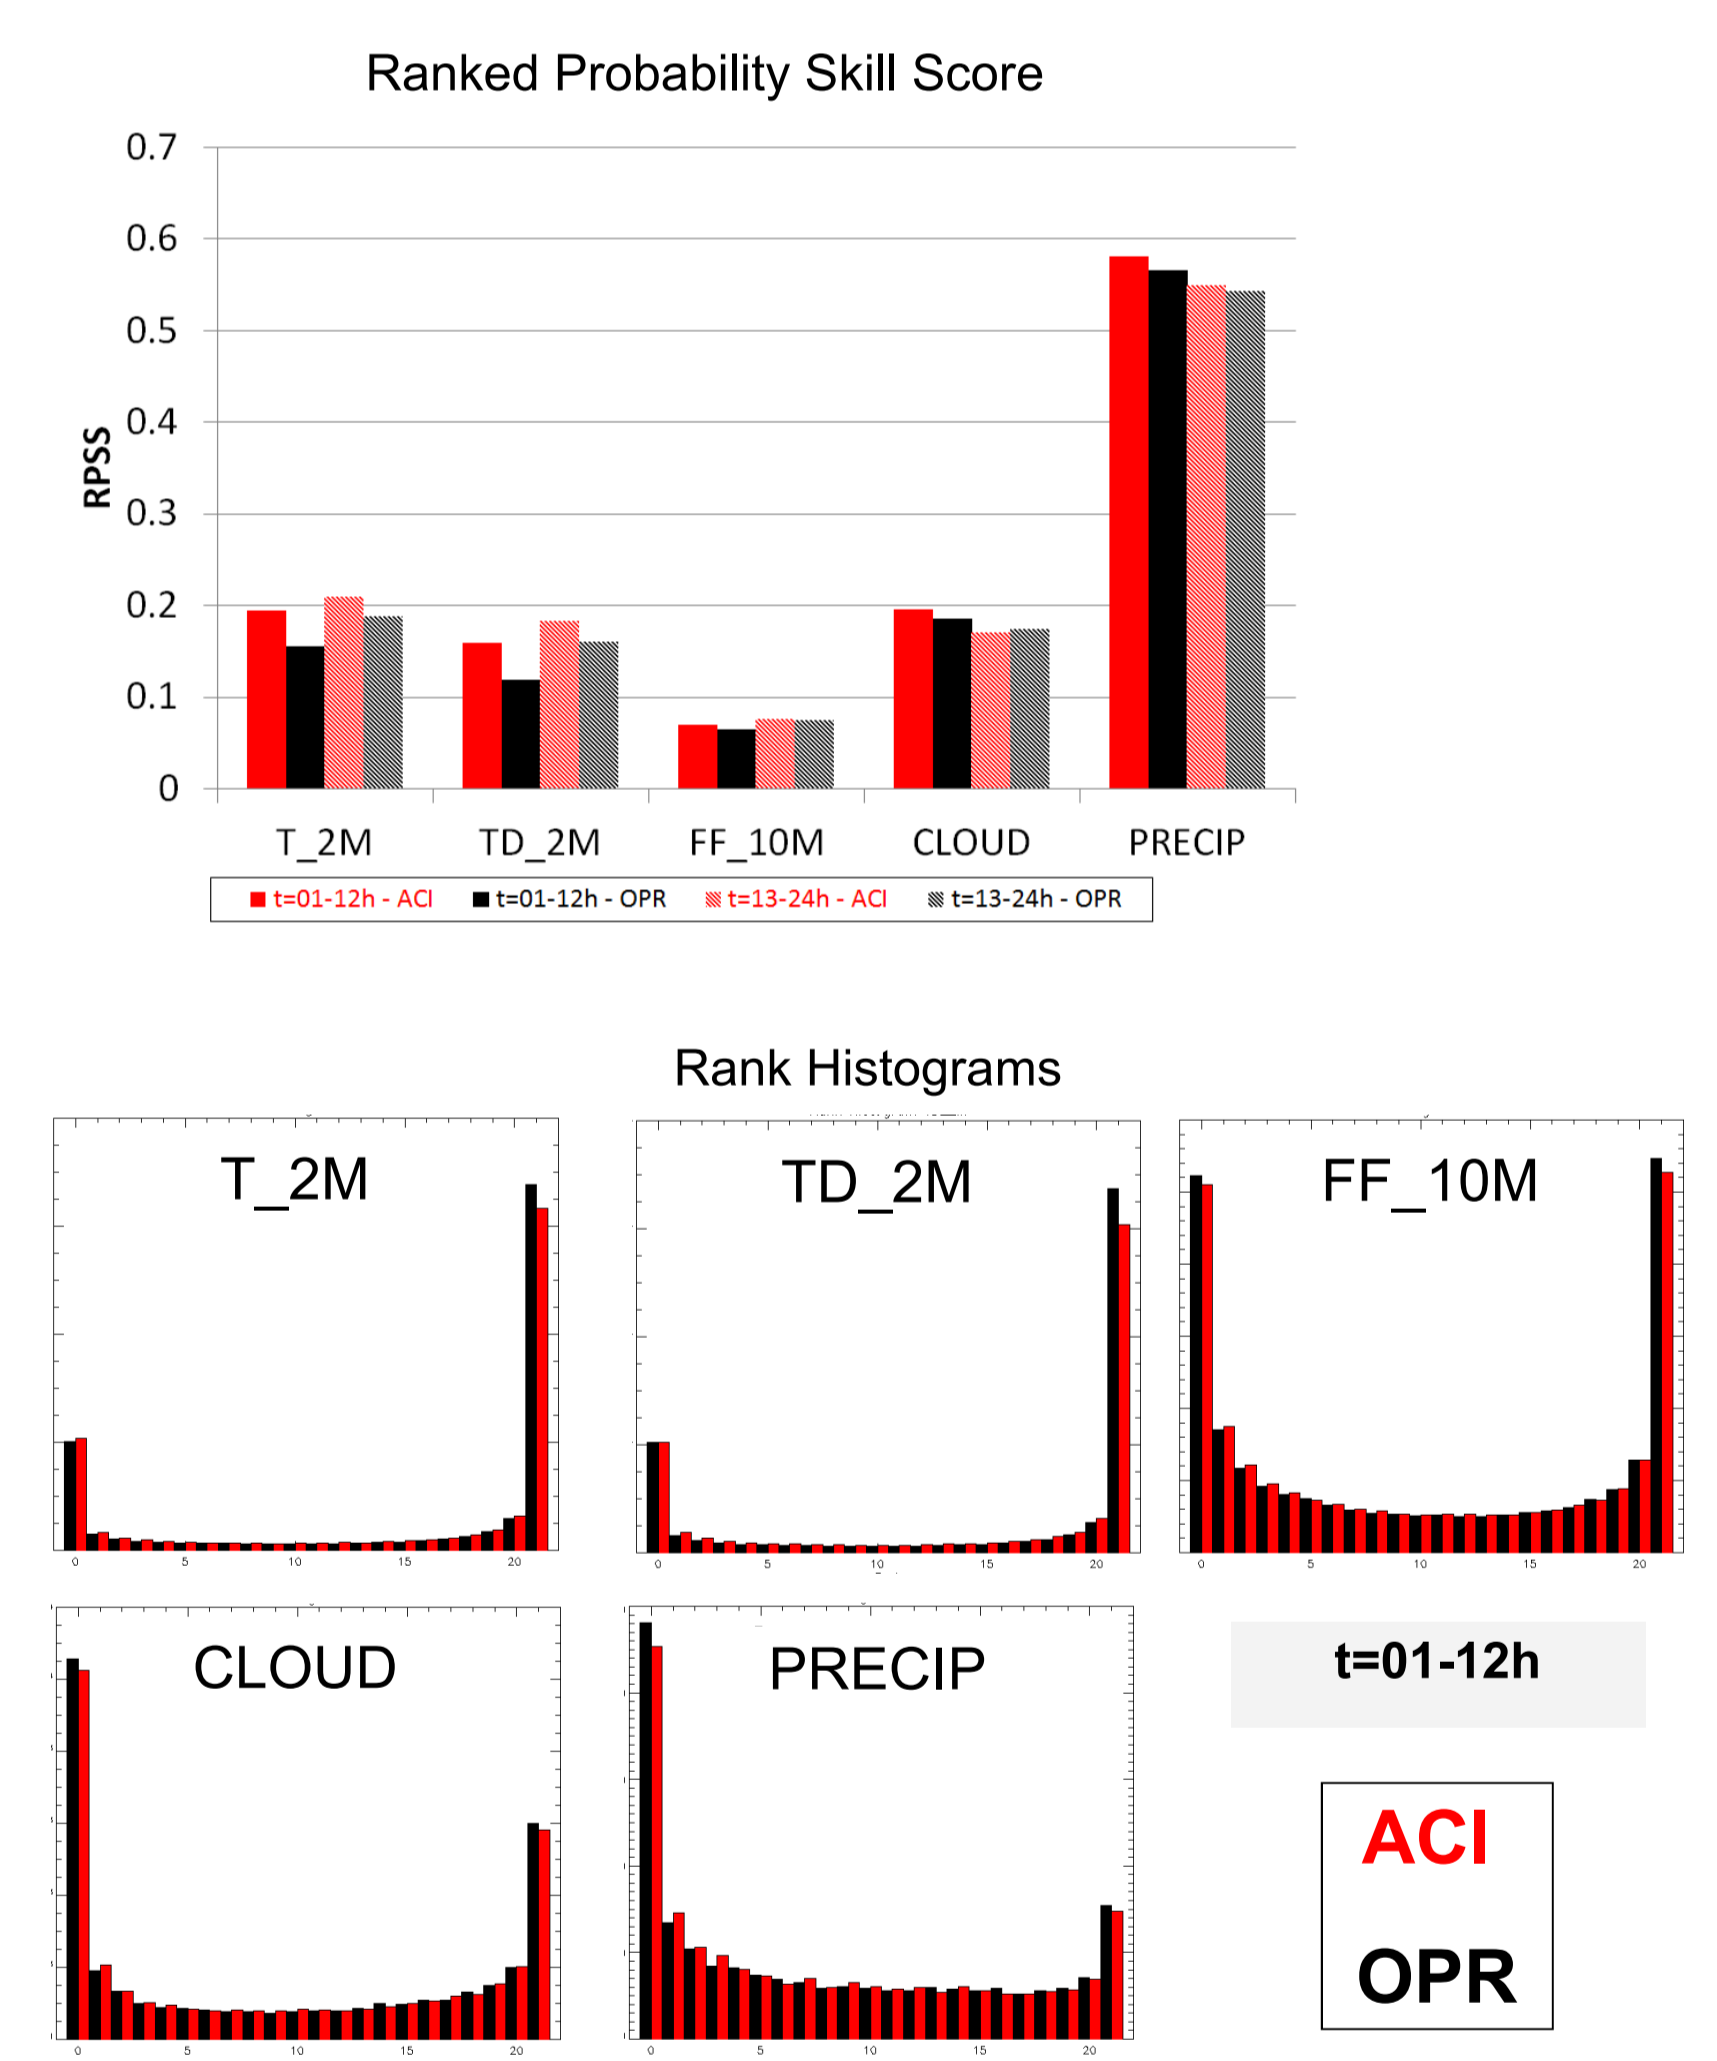 Ranked Probability Skill Score
0.7
0.6
0.5
0.4
0.3
0.2
0.1
0
RPSS
T_2M TD_2M FF_10M CLOUD PRECIP
t=01-12h - ACI t=01-12h - OPR t=13-24h - ACI t=13-24h - OPR
Rank Histograms
T_2M TD_2M FF_10M
0 5 10 15 20 0 5 10 15 20 0 5 10 15 20
CLOUD PRECIP t=01-12h
ACI
OPR
0 5 10 15 20 0 5 10 15 20